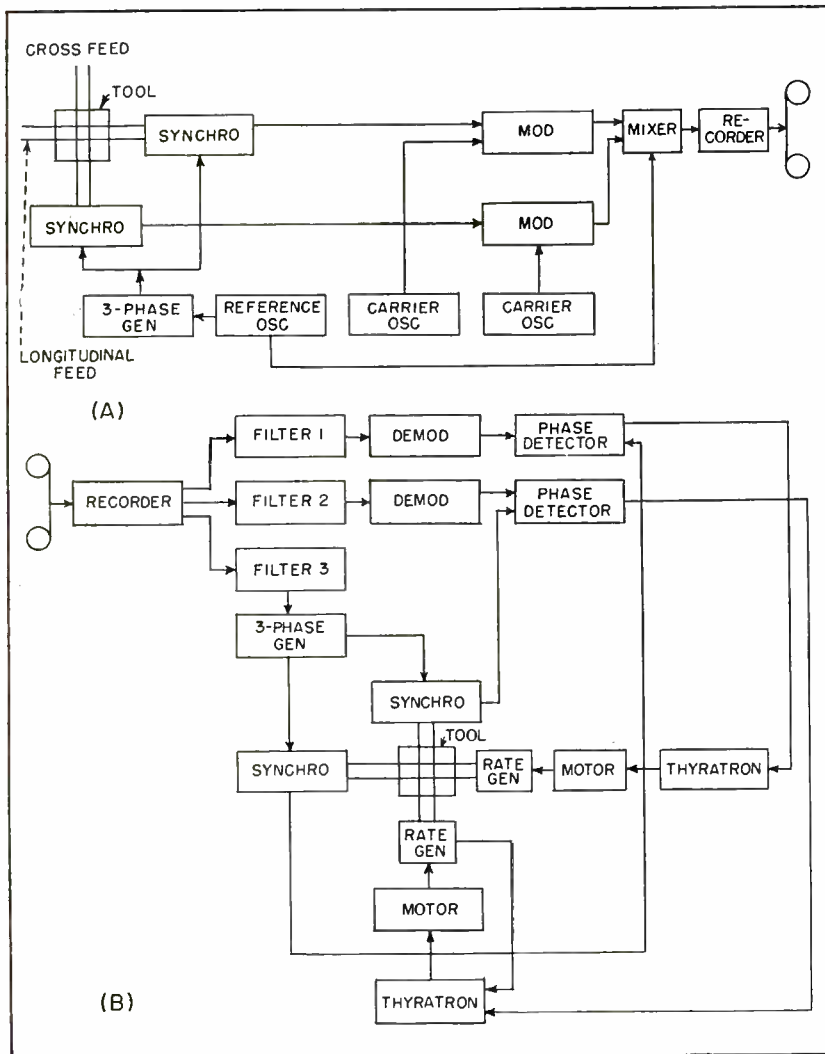 CROSS FEED
TOOL
SYNCHRO
MOD
MIXER
RE-
CORDER
SYNCHRO
MOD
3-PHASE
GEN
REFERENCE
OSC
CARRIER
OSC
CARRIER
OSC
LONGITUDINAL
FEED
(A)
FILTER 1
DEMOD
PHASE
DETECTOR
RECORDER
FILTER 2
DEMOD
PHASE
DETECTOR
FILTER 3
3-PHASE
GEN
SYNCHRO
TOOL
SYNCHRO
RATE
GEN
MOTOR
THYRATRON
RATE
GEN
MOTOR
THYRATRON
(B)